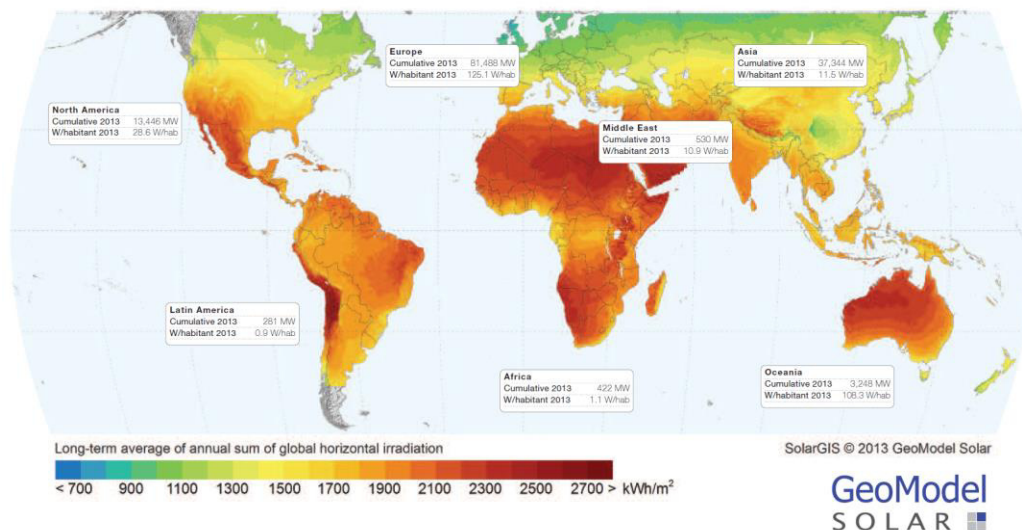 Europe
Cumulative 2013 81,488 MW
W/habitant 2013 125.1 W/hab
Asia
Cumulative 2013 37,344 MW
W/habitant 2013 11.5 W/hab
North America
Cumulative 2013 13,446 MW
W/habitant 2013 28.6 W/hab
Middle East
Cumulative 2013 530 MW
W/habitant 2013 10.9 W/hab
Latin America
Cumulative 2013 281 MW
W/habitant 2013 0.9 W/hab
Africa
Cumulative 2013 422 MW
W/habitant 2013 1.1 W/hab
Oceania
Cumulative 2013 3,248 MW
W/habitant 2013 108.3 W/hab
Long-term average of annual sum of global horizontal irradiation
SolarGIS © 2013 GeoModel Solar
< 700 900 1100 1300 1500 1700 1900 2100 2300 2500 2700 > kWh/m²
GeoModel
SOLAR